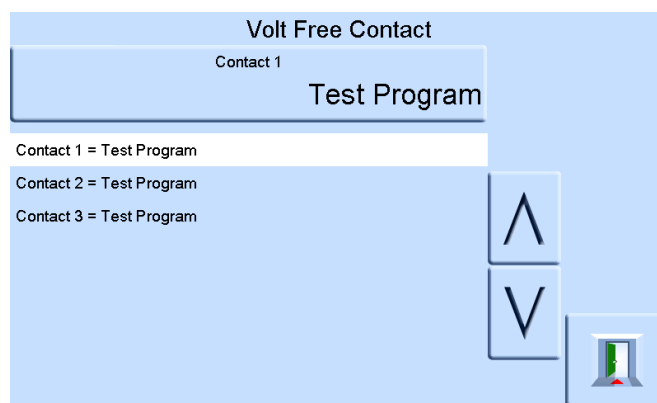 Volt Free Contact
Contact 1
Test Program
Contact 1 = Test Program
Contact 2 = Test Program
Contact 3 = Test Program